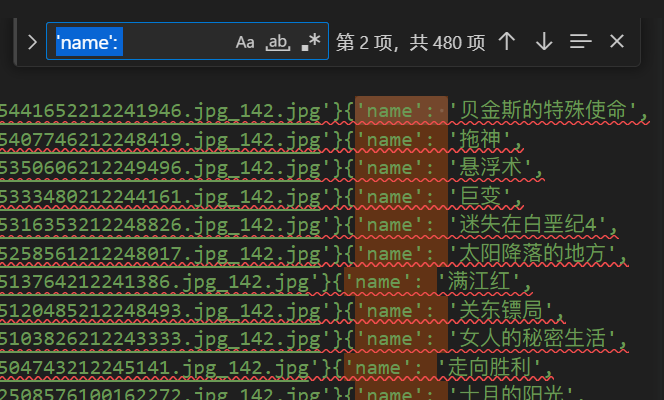 'name': Aa ab .* 第 2 项，共 480 项
5441652212241946.jpg_142.jpg'}{'name': '贝金斯的特殊使命',
5407746212248419.jpg_142.jpg'}{'name': '拖神',
5350606212249496.jpg_142.jpg'}{'name': '悬浮术',
5333480212244161.jpg_142.jpg'}{'name': '巨变',
5316353212248826.jpg_142.jpg'}{'name': '迷失在白垩纪4',
5258561212248017.jpg_142.jpg'}{'name': '太阳降落的地方',
513764212241386.jpg_142.jpg'}{'name': '满江红',
5120485212248493.jpg_142.jpg'}{'name': '关东镖局',
5103826212243333.jpg_142.jpg'}{'name': '女人的秘密生活',
504743212245141.jpg_142.jpg'}{'name': '走向胜利',
2508576100162272.jpg_142.jpg'}{'name': '十月的阳光',